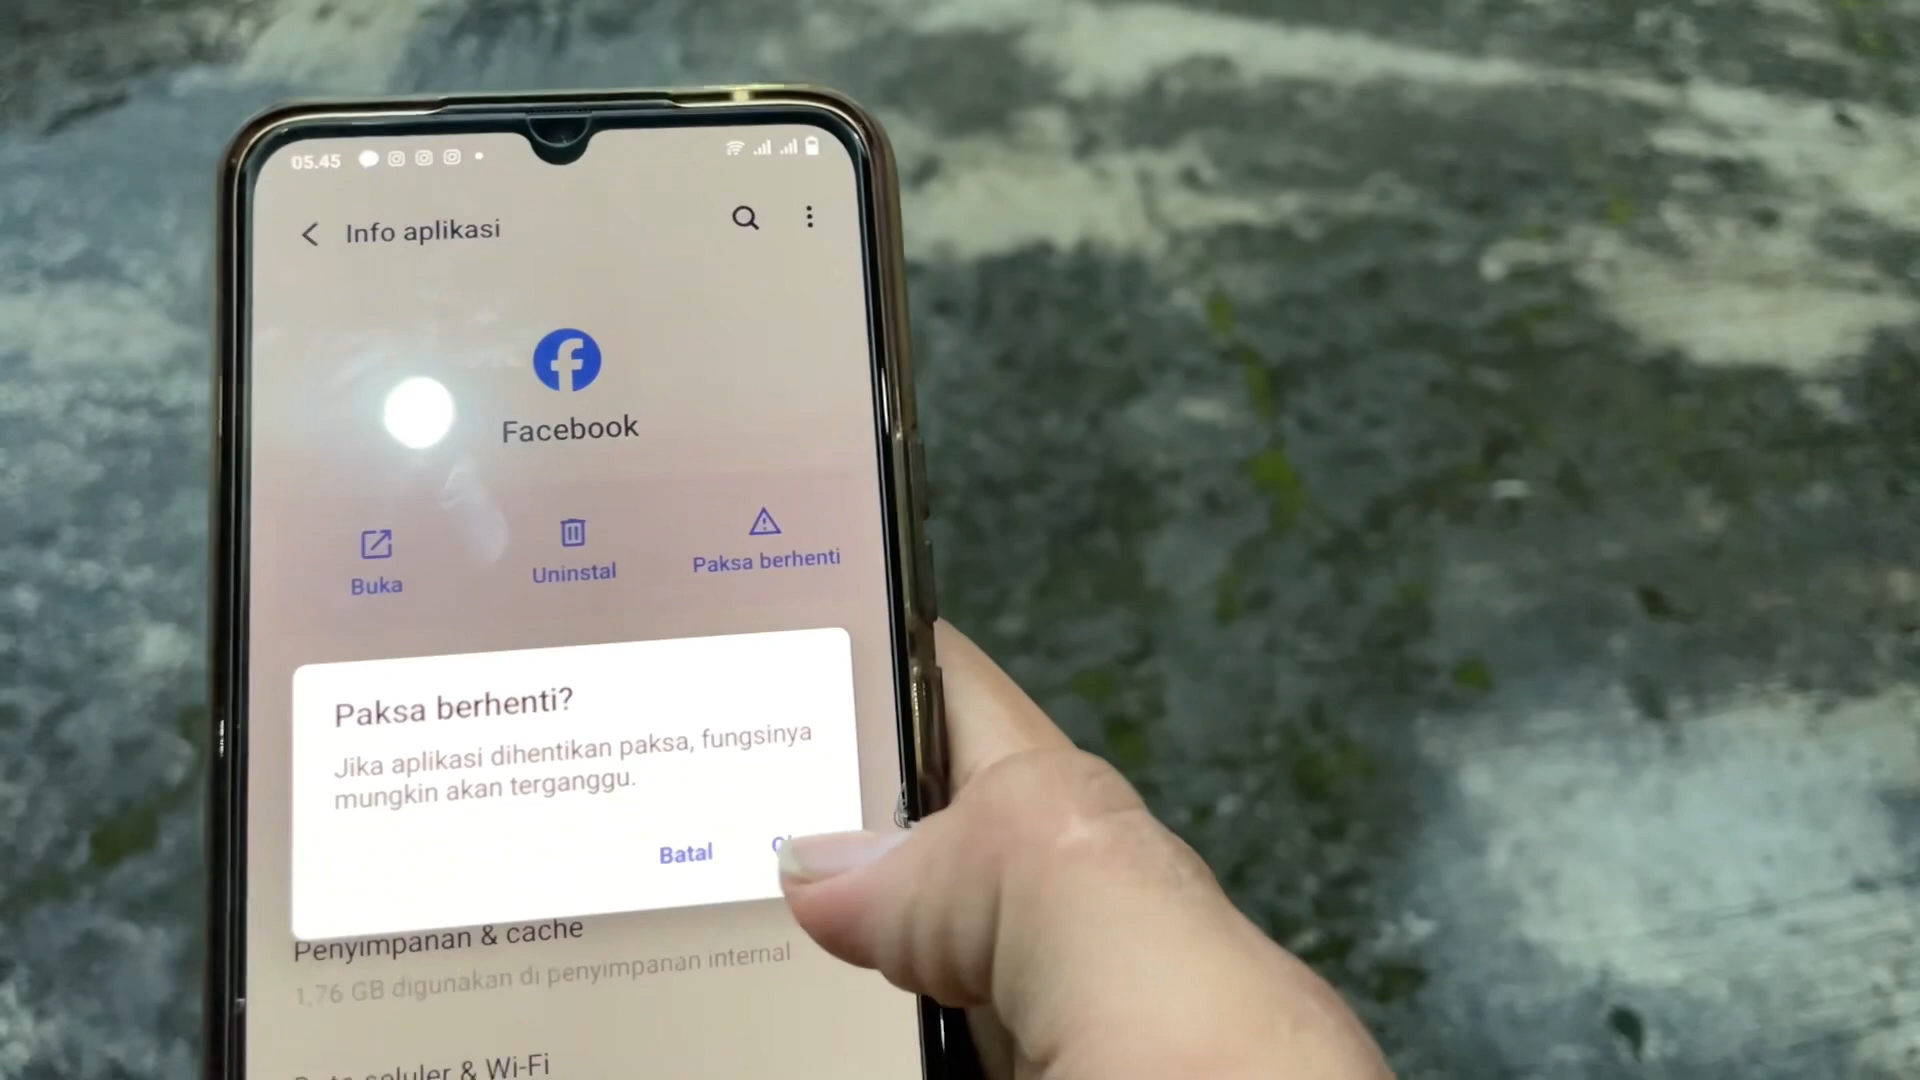 05.45
Info aplikasi
Facebook
Buka
Uninstal
Paksa berhenti
Paksa berhenti?
Jika aplikasi dihentikan paksa, fungsinya
mungkin akan terganggu.
Batal
Penyimpanan & cache
1,76 GB digunakan di penyimpanan internal
seluler & Wi-Fi